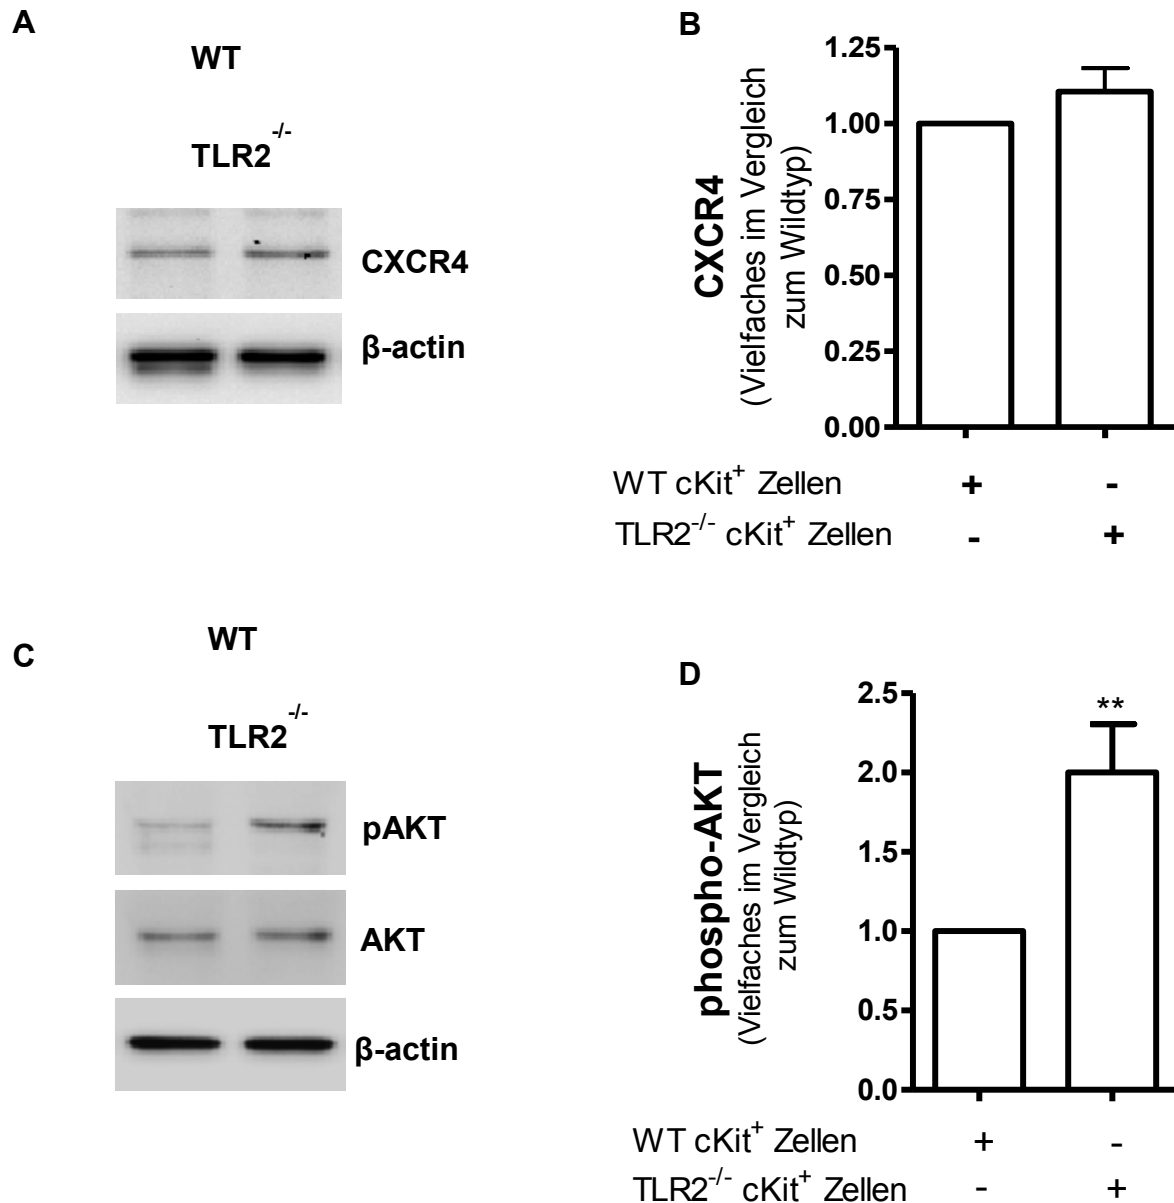 A
WT
TLR2-/-
CXCR4
β-actin
B
CXCR4
(Vielfaches im Vergleich
zum Wildtyp)
1.25
1.00
0.75
0.50
0.25
0.00
WT cKit+ Zellen + -
TLR2-/- cKit+ Zellen - +
C
WT
TLR2-/-
pAKT
AKT
β-actin
D
phospho-AKT
(Vielfaches im Vergleich
zum Wildtyp)
2.5
2.0
1.5
1.0
0.5
0.0
**
WT cKit+ Zellen + -
TLR2-/- cKit+ Zellen - +